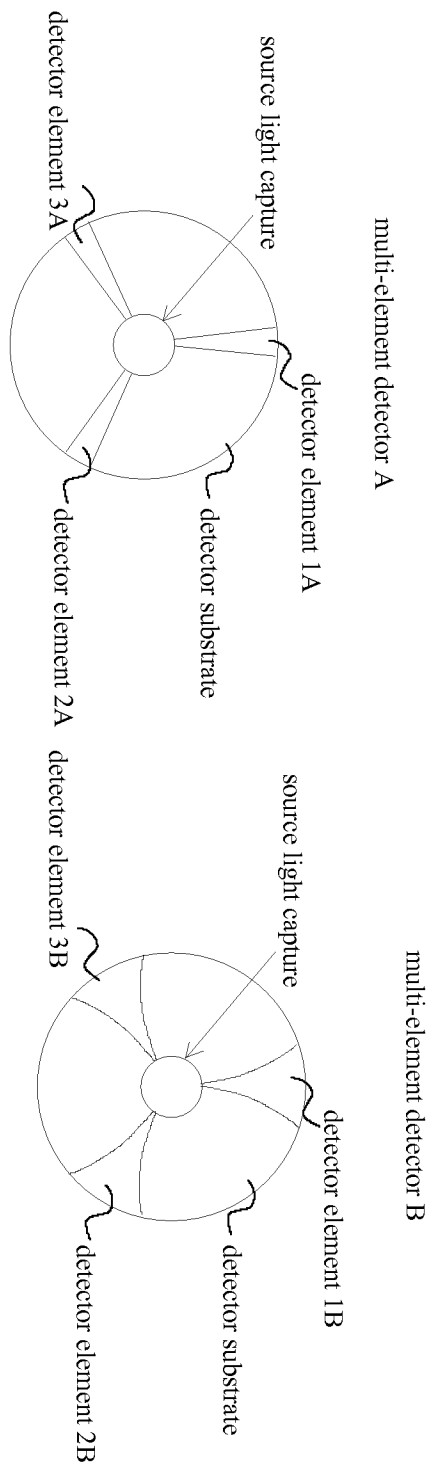 multi-element detector A
source light capture
detector element 1A
detector substrate
detector element 3A
detector element 2A
multi-element detector B
source light capture
detector element 1B
detector substrate
detector element 3B
detector element 2B